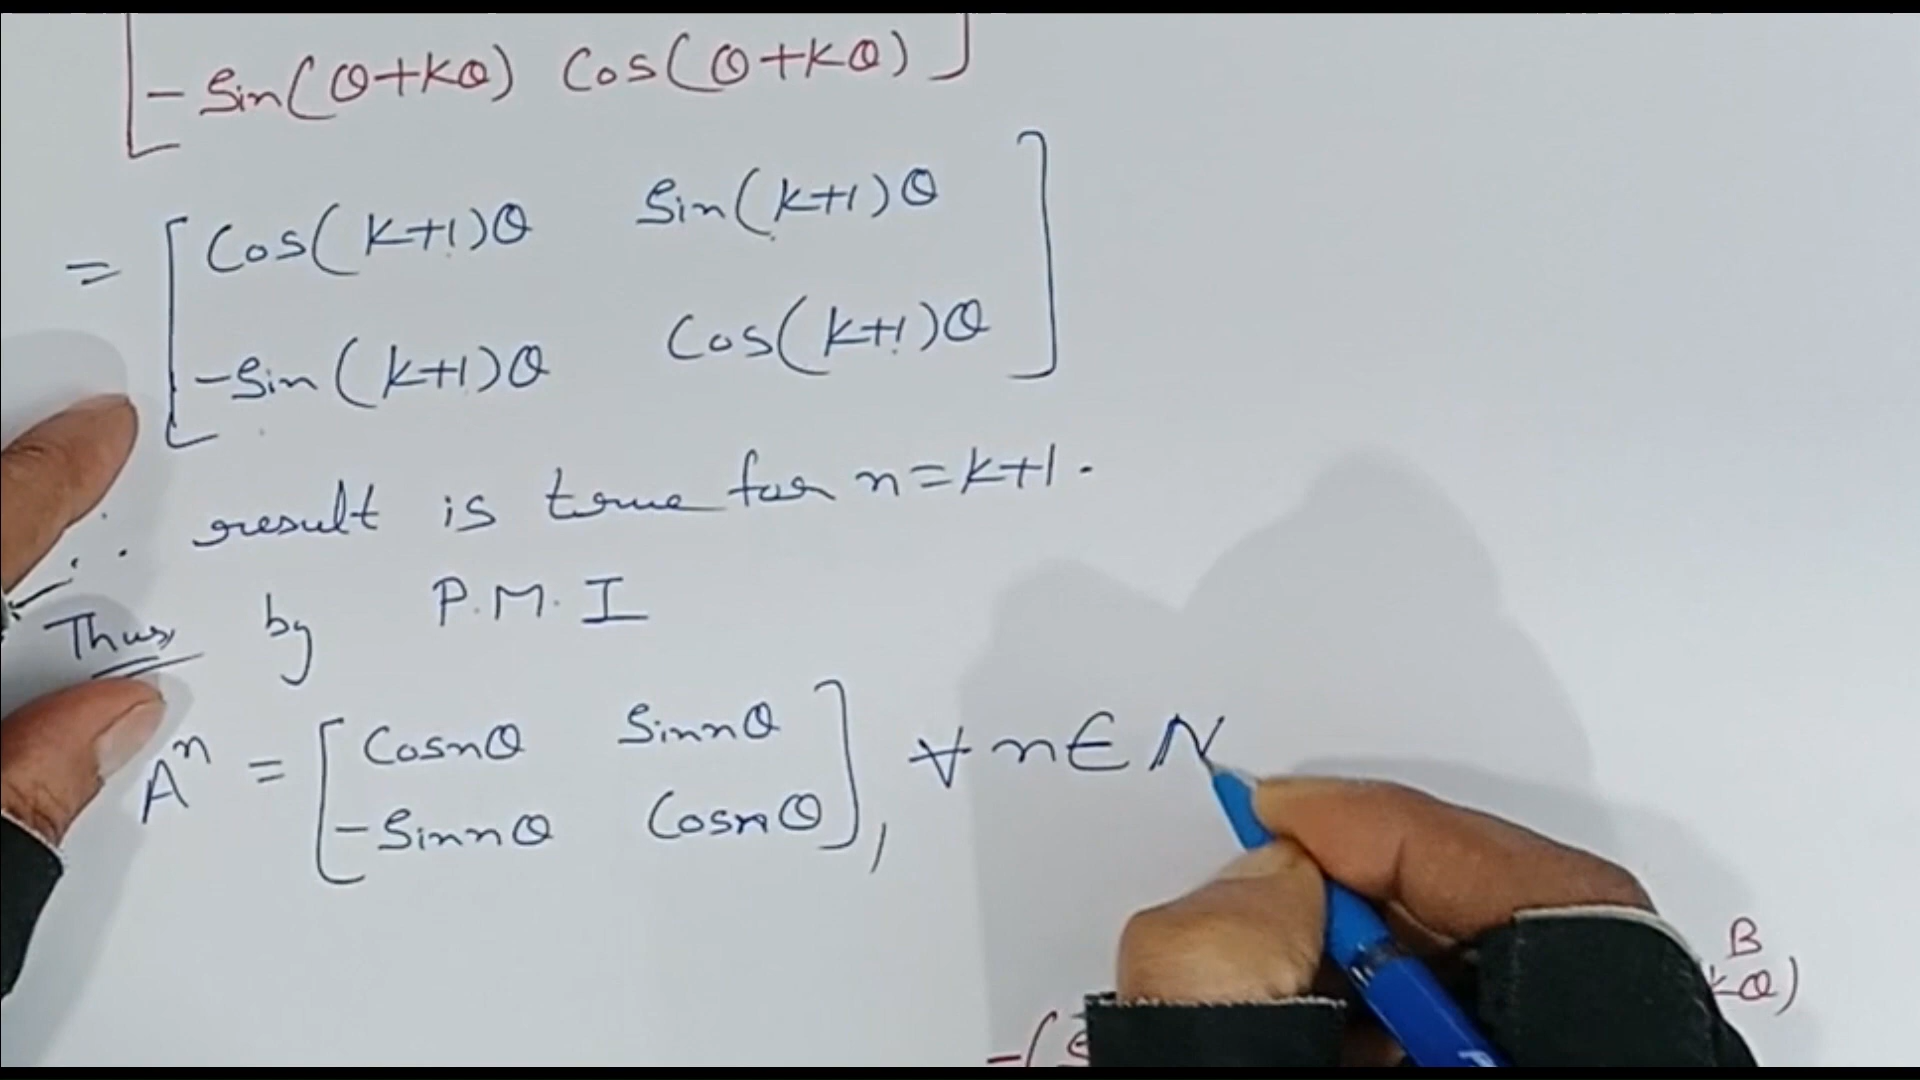 -Sin(θ+kθ) Cos(θ+kθ)
= [Cos(k+1)θ Sin(k+1)θ
-Sin(k+1)θ Cos(k+1)θ]
∴ result is true for n=k+1.
Thus, by P.M.I
Aⁿ = [Cosnθ Sinnθ
-Sinnθ Cosnθ], ∀ n∈N
B
kθ)
-(